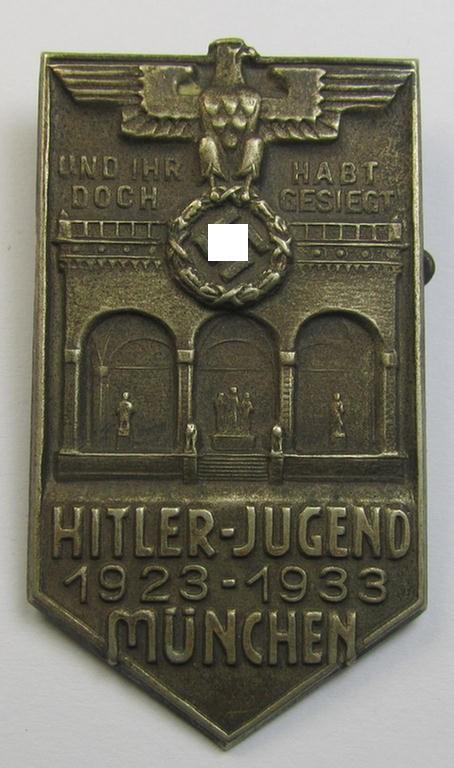 UND IHR HABT
DOCH GESIEGT
HITLER-JUGEND
1923-1933
MÜNCHEN